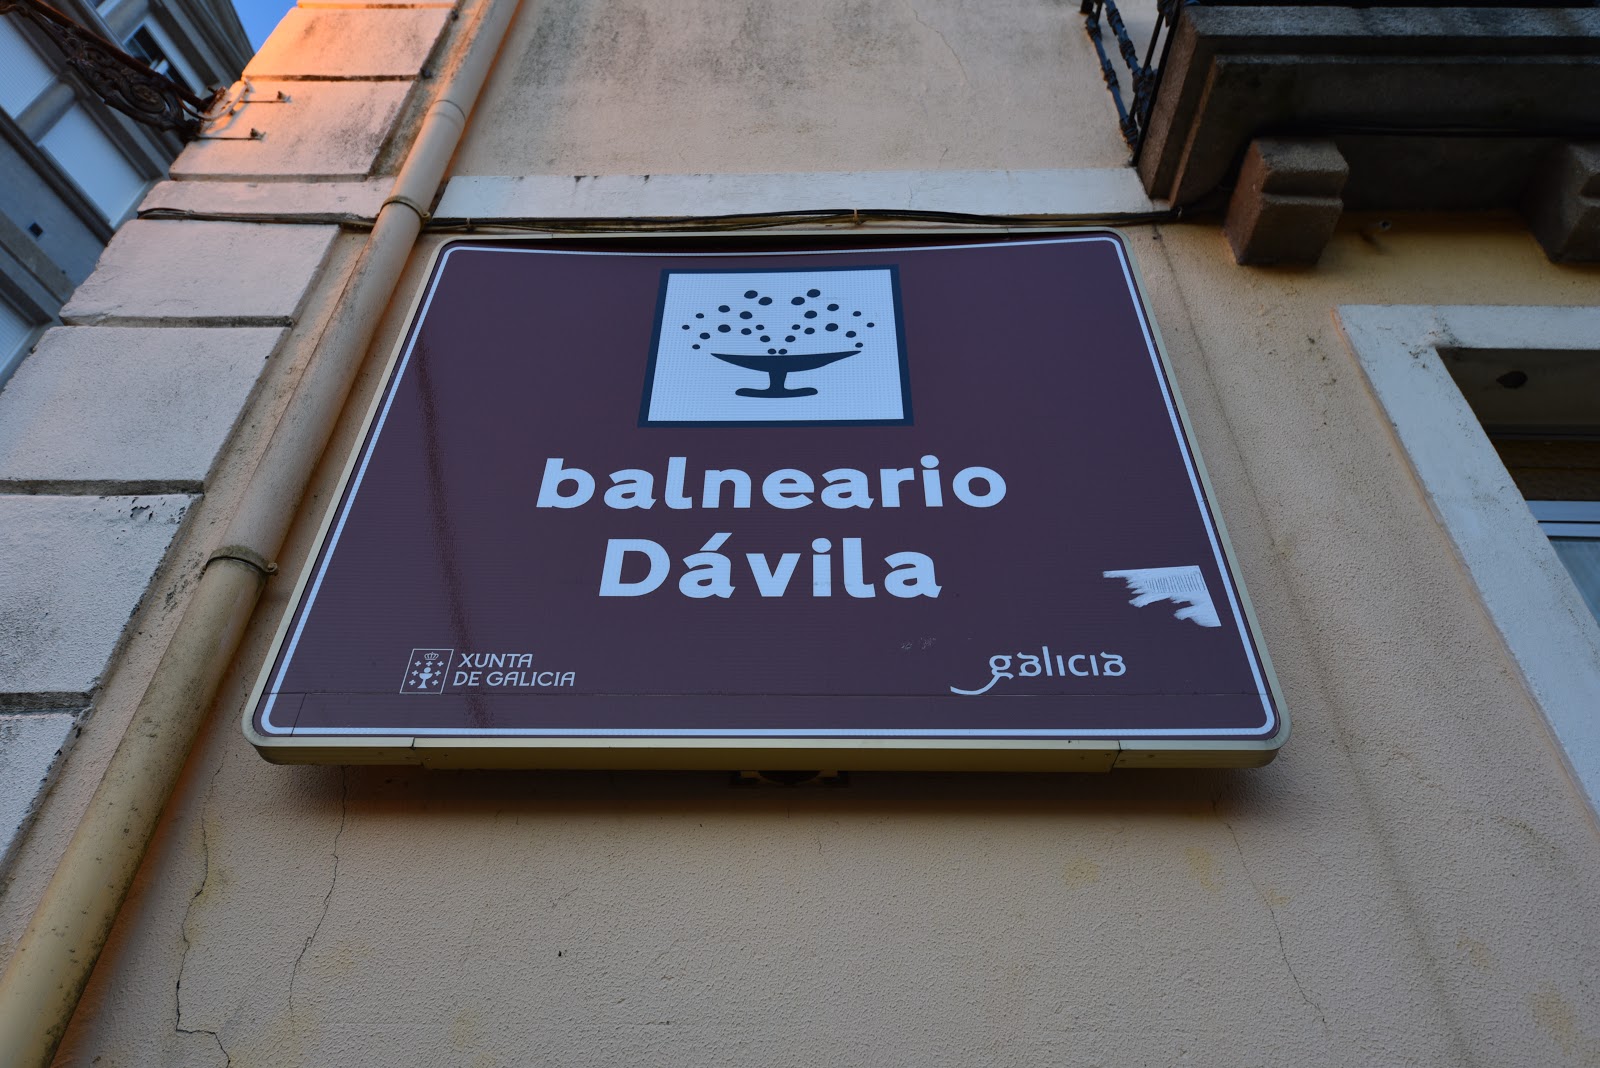 balneario
Dávila
XUNTA
DE GALICIA
galicia